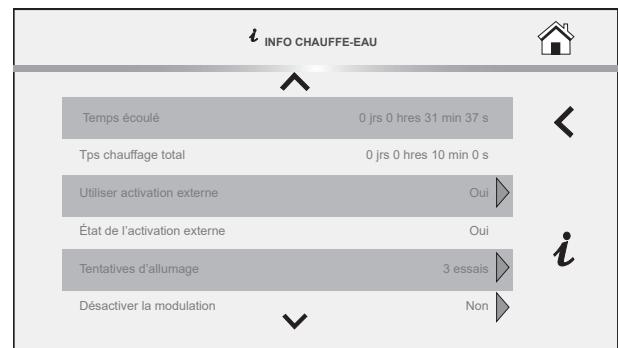 i INFO CHAUFFE-EAU
Temps écoulé 0 jrs 0 hres 31 min 37 s
Tps chauffage total 0 jrs 0 hres 10 min 0 s
Utiliser activation externe Oui
État de l'activation externe Oui
Tentatives d'allumage 3 essais
Désactiver la modulation Non
i